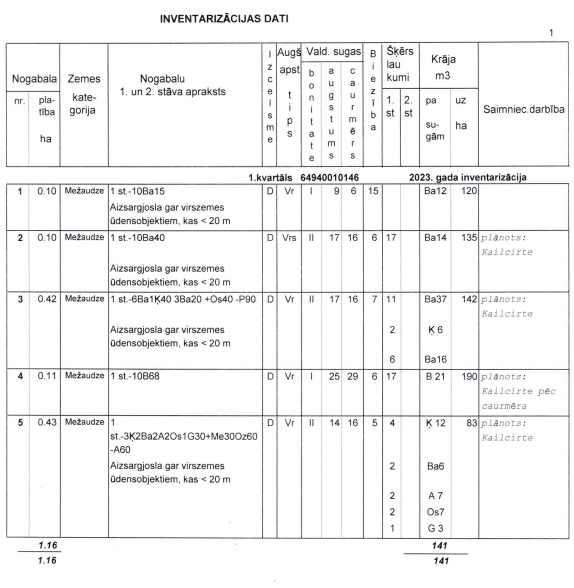 INVENTARIZĀCIJAS DATI
1
Nogabala Zemes kate-gorija Nogabalu 1. un 2. stāva apraksts Izcelsme Augš apst tips Vald. sugas Biezība Šķērs lau kumi Krāja m3 Saimniec.darbība
nr. pla-tība ha bonitate augstums caurmērs 1. st 2. st pa su-gām uz ha
1.kvartāls 64940010146 2023. gada inventarizācija
1 0.10 Mežaudze 1 st.-10Ba15 D Vr I 9 6 15 Ba12 120
Aizsargjosla gar virszemes
ūdensobjektiem, kas < 20 m
2 0.10 Mežaudze 1 st.-10Ba40 D Vrs II 17 16 6 17 Ba14 135 plānots:
Kailcirte
Aizsargjosla gar virszemes
ūdensobjektiem, kas < 20 m
3 0.42 Mežaudze 1 st.-6Ba1Ķ40 3Ba20 +Os40 -P90 D Vr II 17 16 7 11 Ba37 142 plānots:
Kailcirte
Aizsargjosla gar virszemes 2 Ķ 6
ūdensobjektiem, kas < 20 m
6 Ba16
4 0.11 Mežaudze 1 st.-10B68 D Vr I 25 29 6 17 B 21 190 plānots:
Kailcirte pēc
caurmēra
5 0.43 Mežaudze 1 D Vr II 14 16 5 4 Ķ 12 83 plānots:
st.-3Ķ2Ba2A2Os1G30+Me30Oz60 Kailcirte
-A60
Aizsargjosla gar virszemes 2 Ba6
ūdensobjektiem, kas < 20 m
2 A 7
2 Os7
1 G 3
1.16 141
1.16 141